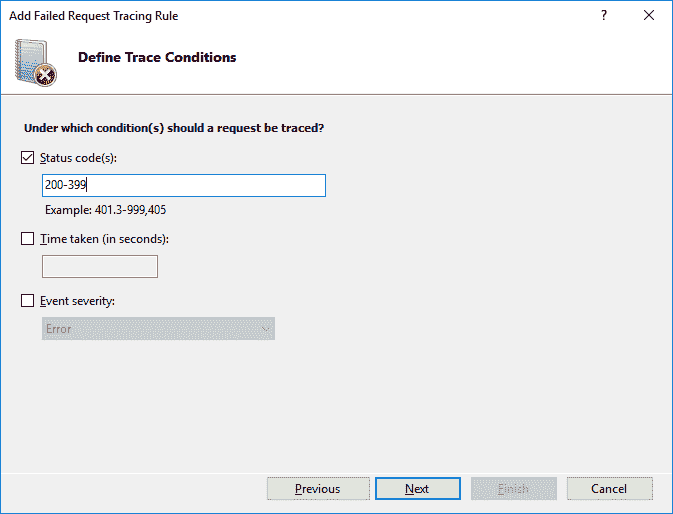 Add Failed Request Tracing Rule
?
Define Trace Conditions
Under which condition(s) should a request be traced?
Status code(s):
200-399
Example: 401.3-999,405
Time taken (in seconds):
Event severity:
Error
Previous Next Finish Cancel